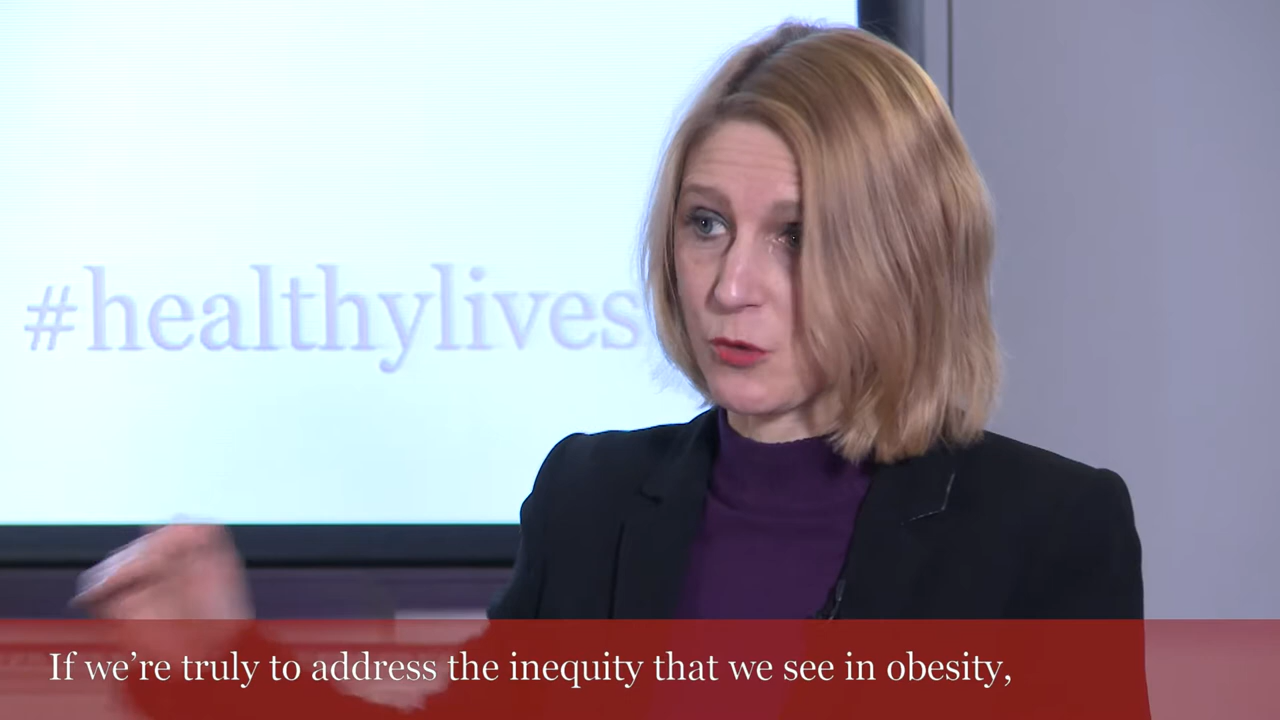 #healthylives
If we're truly to address the inequity that we see in obesity,